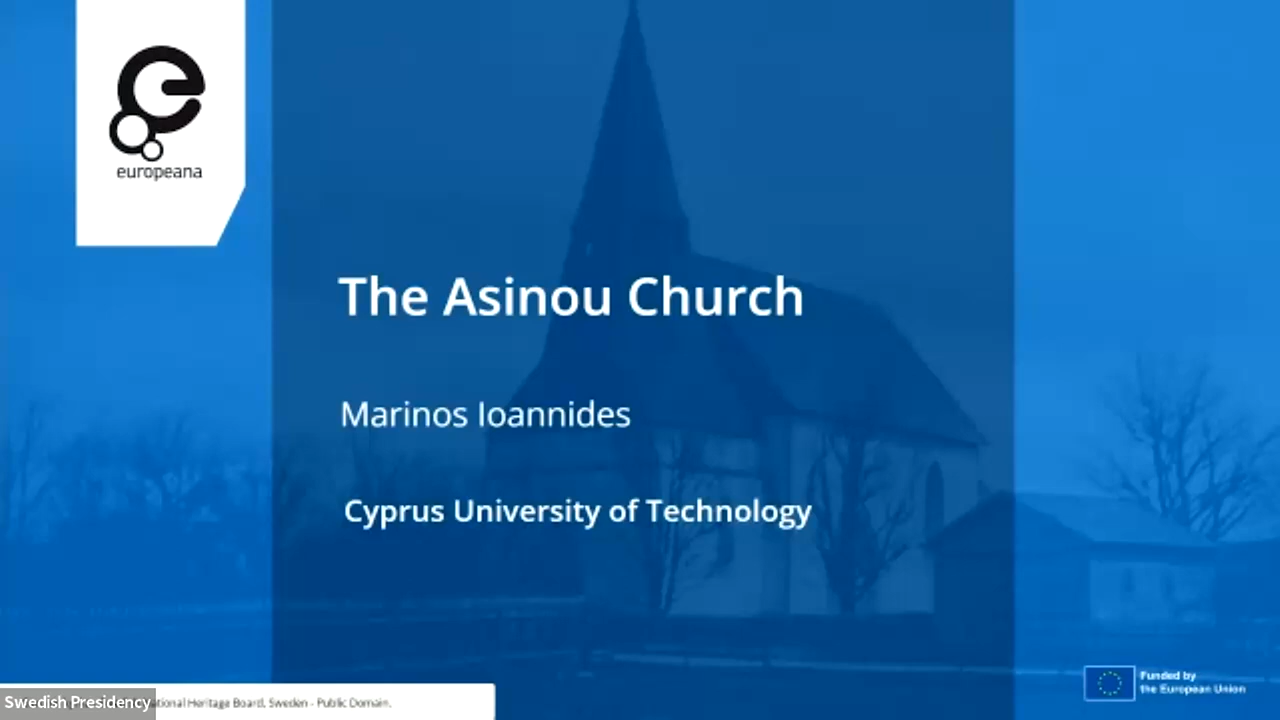 europeana
The Asinou Church
Marinos Ioannides
Cyprus University of Technology
Funded by
the European Union
Swedish Presidency
Heritage Board, Sweden - Public Domain.